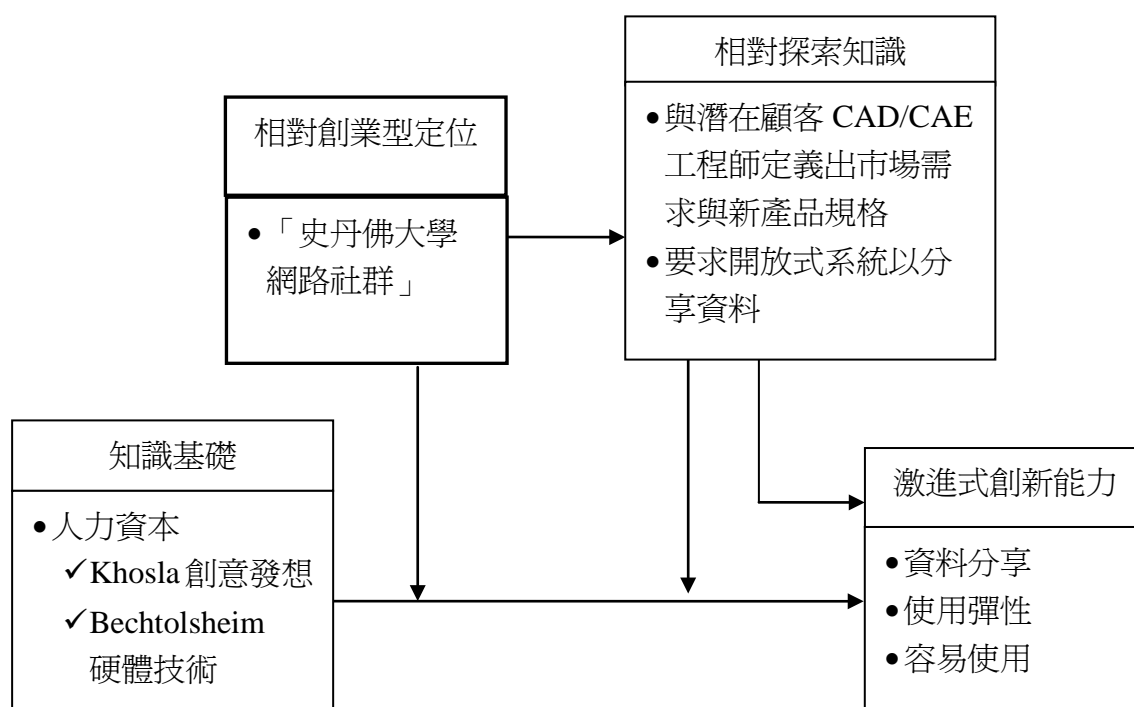 相對探索知識
●與潛在顧客 CAD/CAE
工程師定義出市場需
求與新產品規格
●要求開放式系統以分
享資料
相對創業型定位
●「史丹佛大學
網路社群」
知識基礎
●人力資本
✓Khosla 創意發想
✓Bechtolsheim
硬體技術
激進式創新能力
●資料分享
●使用彈性
●容易使用